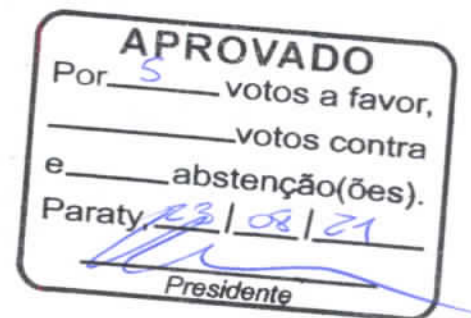 APROVADO
Por 5 votos a favor,
votos contra
e abstenção(ões).
Paraty, 23 | 08 | 21
Presidente